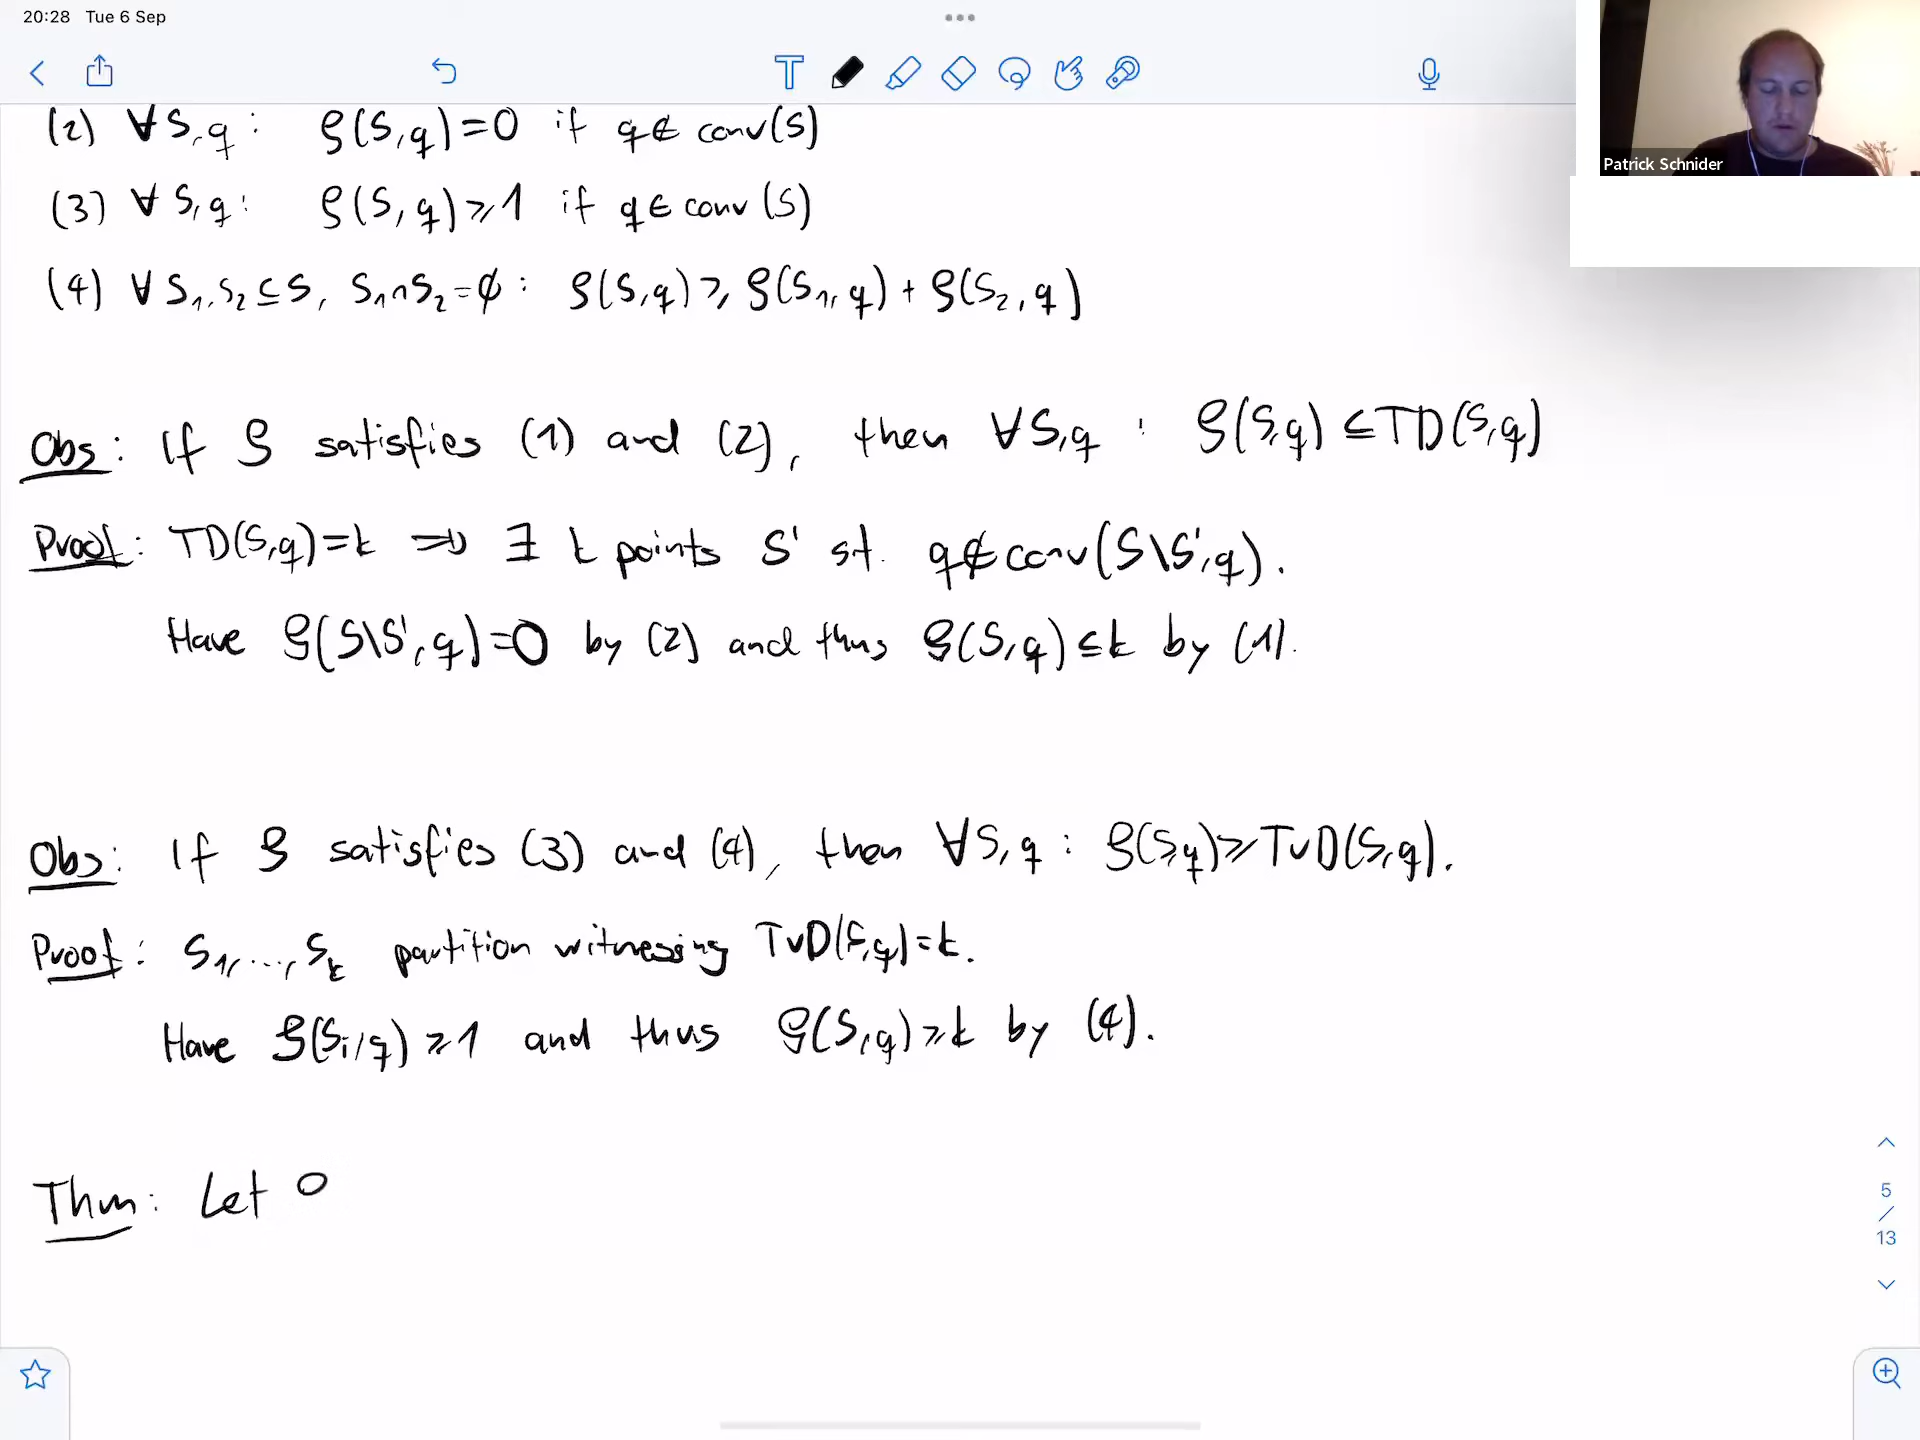 20:28 Tue 6 Sep
Patrick Schnider
(2) ∀S,q : ρ(S,q)=0 if q∉conv(S)
(3) ∀S,q: ρ(S,q)≥1 if q∈conv(S)
(4) ∀S₁,S₂⊆S, S₁∩S₂=∅ : ρ(S,q)≥ρ(S₁,q)+ρ(S₂,q)
Obs: If ρ satisfies (1) and (2), then ∀S,q : ρ(S,q)≤TD(S,q)
Proof: TD(S,q)=k ⇒ ∃ k points S' st. q∉conv(S\S',q).
Have ρ(S\S',q)=0 by (2) and thus ρ(S,q)≤k by (1).
Obs: If ρ satisfies (3) and (4), then ∀S,q : ρ(S,q)≥TvD(S,q).
Proof: S₁,...,Sₖ partition witnessing TvD(S,q)=k.
Have ρ(Sᵢ,q)≥1 and thus ρ(S,q)≥k by (4).
Thm: Let
5
/
13